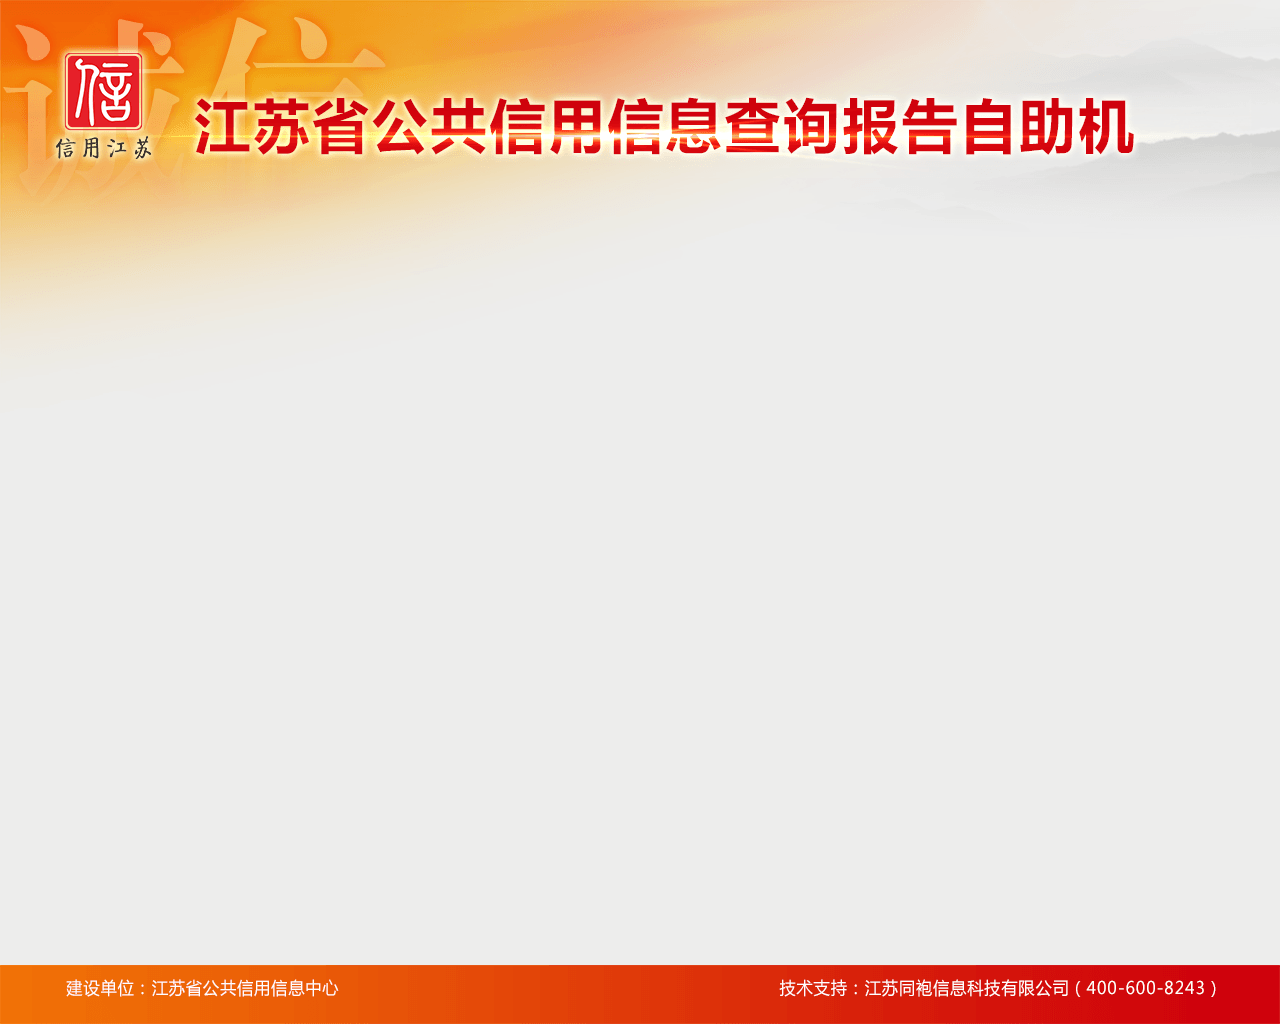 诚信
信
信用江苏
江苏省公共信用信息查询报告自助机
建设单位：江苏省公共信用信息中心
技术支持：江苏同袍信息科技有限公司（400-600-8243）